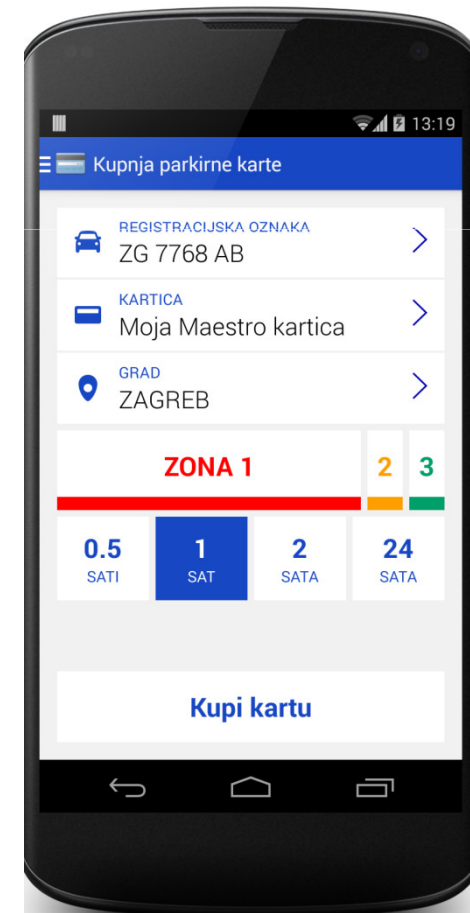 13:19
Kupnja parkirne karte
REGISTRACIJSKA OZNAKA
ZG 7768 AB
KARTICA
Moja Maestro kartica
GRAD
ZAGREB
ZONA 1 2 3
0.5 1 2 24
SATI SAT SATA SATA
Kupi kartu